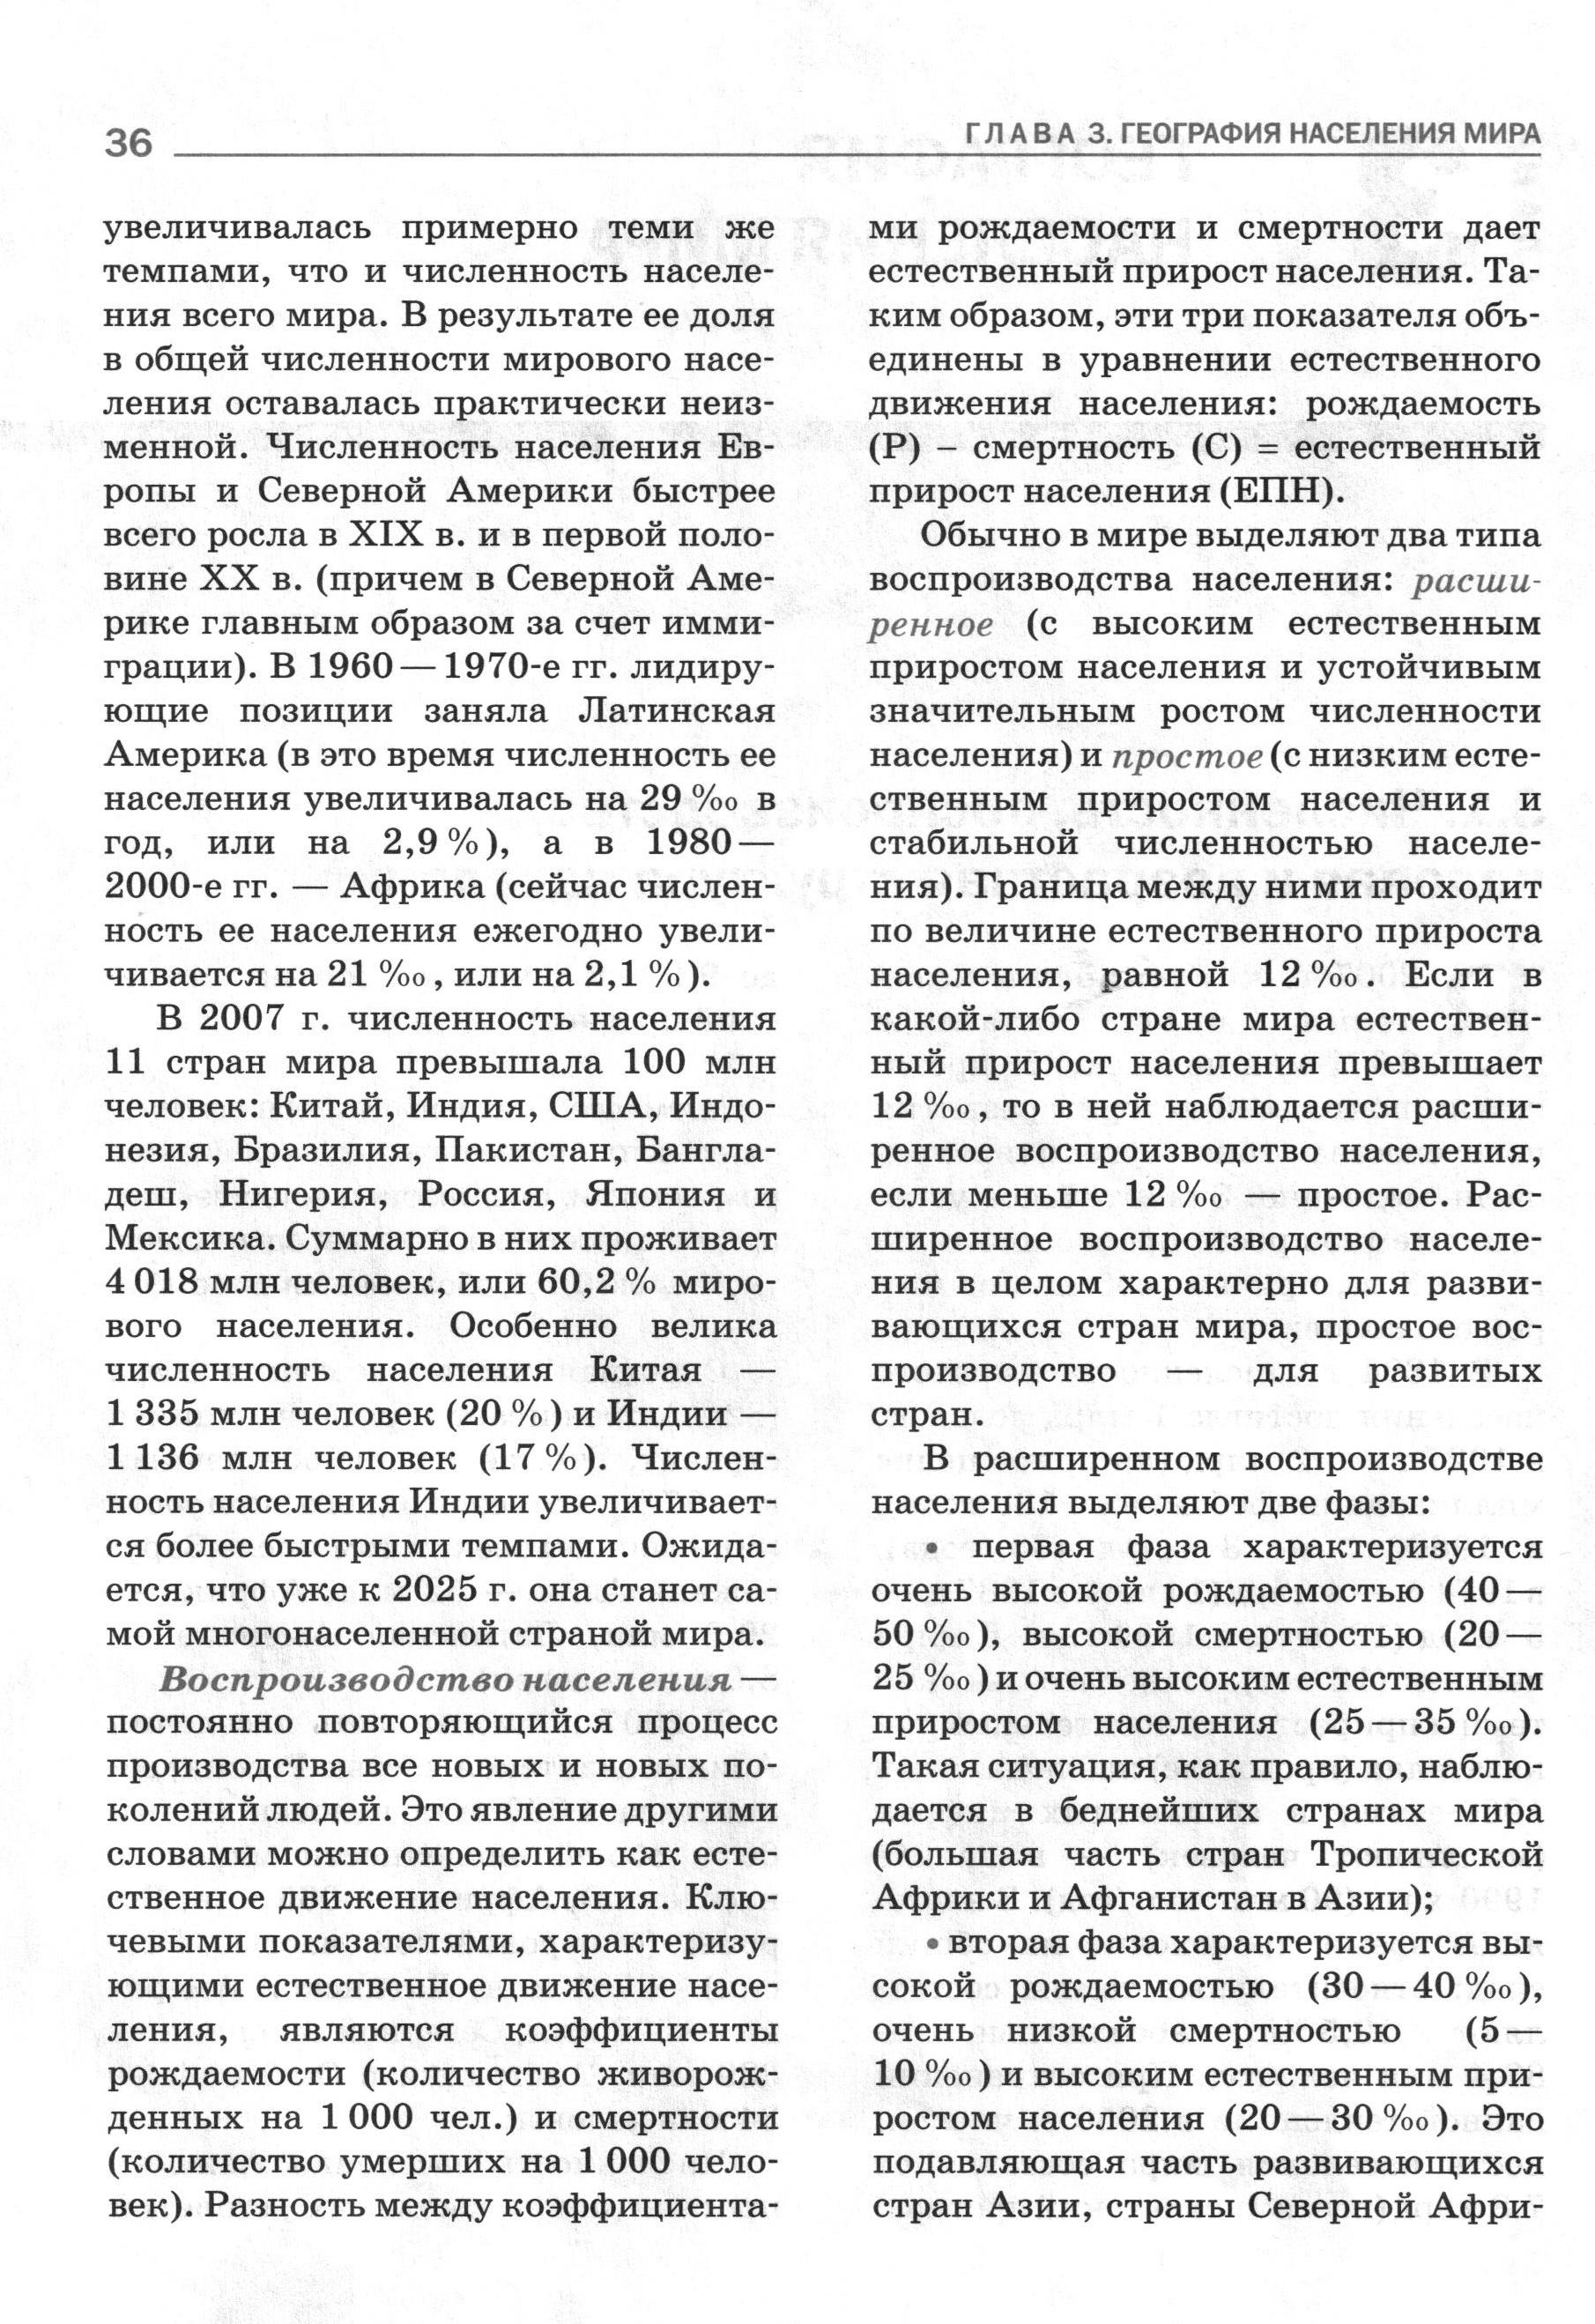 36
ГЛАВА 3. ГЕОГРАФИЯ НАСЕЛЕНИЯ МИРА
увеличивалась примерно теми же
темпами, что и численность населе-
ния всего мира. В результате ее доля
в общей численности мирового насе-
ления оставалась практически неиз-
менной. Численность населения Ев-
ропы и Северной Америки быстрее
всего росла в XIX в. и в первой поло-
вине XX в. (причем в Северной Аме-
рике главным образом за счет имми-
грации). В 1960 — 1970-е гг. лидиру-
ющие позиции заняла Латинская
Америка (в это время численность ее
населения увеличивалась на 29 ‰ в
год, или на 2,9 %), а в 1980 —
2000-е гг. — Африка (сейчас числен-
ность ее населения ежегодно увели-
чивается на 21 ‰, или на 2,1 %).
В 2007 г. численность населения
11 стран мира превышала 100 млн
человек: Китай, Индия, США, Индо-
незия, Бразилия, Пакистан, Бангла-
деш, Нигерия, Россия, Япония и
Мексика. Суммарно в них проживает
4 018 млн человек, или 60,2 % миро-
вого населения. Особенно велика
численность населения Китая —
1 335 млн человек (20 %) и Индии —
1 136 млн человек (17 %). Числен-
ность населения Индии увеличивает-
ся более быстрыми темпами. Ожида-
ется, что уже к 2025 г. она станет са-
мой многонаселенной страной мира.
Воспроизводство населения —
постоянно повторяющийся процесс
производства все новых и новых по-
колений людей. Это явление другими
словами можно определить как есте-
ственное движение населения. Клю-
чевыми показателями, характеризу-
ющими естественное движение насе-
ления, являются коэффициенты
рождаемости (количество живорож-
денных на 1 000 чел.) и смертности
(количество умерших на 1 000 чело-
век). Разность между коэффициента-
ми рождаемости и смертности дает
естественный прирост населения. Та-
ким образом, эти три показателя объ-
единены в уравнении естественного
движения населения: рождаемость
(Р) – смертность (С) = естественный
прирост населения (ЕПН).
Обычно в мире выделяют два типа
воспроизводства населения: расши-
ренное (с высоким естественным
приростом населения и устойчивым
значительным ростом численности
населения) и простое (с низким есте-
ственным приростом населения и
стабильной численностью населе-
ния). Граница между ними проходит
по величине естественного прироста
населения, равной 12 ‰. Если в
какой-либо стране мира естествен-
ный прирост населения превышает
12 ‰, то в ней наблюдается расши-
ренное воспроизводство населения,
если меньше 12 ‰ — простое. Рас-
ширенное воспроизводство населе-
ния в целом характерно для разви-
вающихся стран мира, простое вос-
производство — для развитых
стран.
В расширенном воспроизводстве
населения выделяют две фазы:
• первая фаза характеризуется
очень высокой рождаемостью (40 —
50 ‰), высокой смертностью (20 —
25 ‰) и очень высоким естественным
приростом населения (25 — 35 ‰).
Такая ситуация, как правило, наблю-
дается в беднейших странах мира
(большая часть стран Тропической
Африки и Афганистан в Азии);
• вторая фаза характеризуется вы-
сокой рождаемостью (30 — 40 ‰),
очень низкой смертностью (5 —
10 ‰) и высоким естественным при-
ростом населения (20 — 30 ‰). Это
подавляющая часть развивающихся
стран Азии, страны Северной Афри-